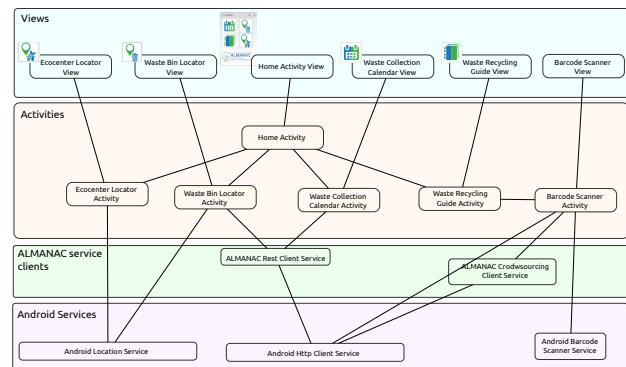 Views
ALMANAC
Ecocenter Locator
View
Waste Bin Locator
View
Home Activity View
Waste Collection
Calendar View
Waste Recycling
Guide View
Barcode Scanner
View
Activities
Home Activity
Ecocenter Locator
Activity
Waste Bin Locator
Activity
Waste Collection
Calendar Activity
Waste Recycling
Guide Activity
Barcode Scanner
Activity
ALMANAC service
clients
ALMANAC Rest Client Service
ALMANAC Crodwsourcing
Client Service
Android Services
Android Location Service
Android Http Client Service
Android Barcode
Scanner Service